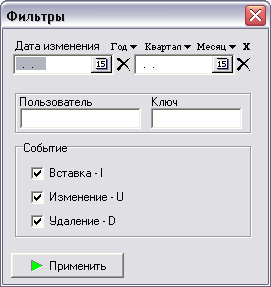 Фильтры
Дата изменения Год Квартал Месяц X
. . 15 . . 15
Пользователь Ключ
Событие
Вставка - I
Изменение - U
Удаление - D
Применить